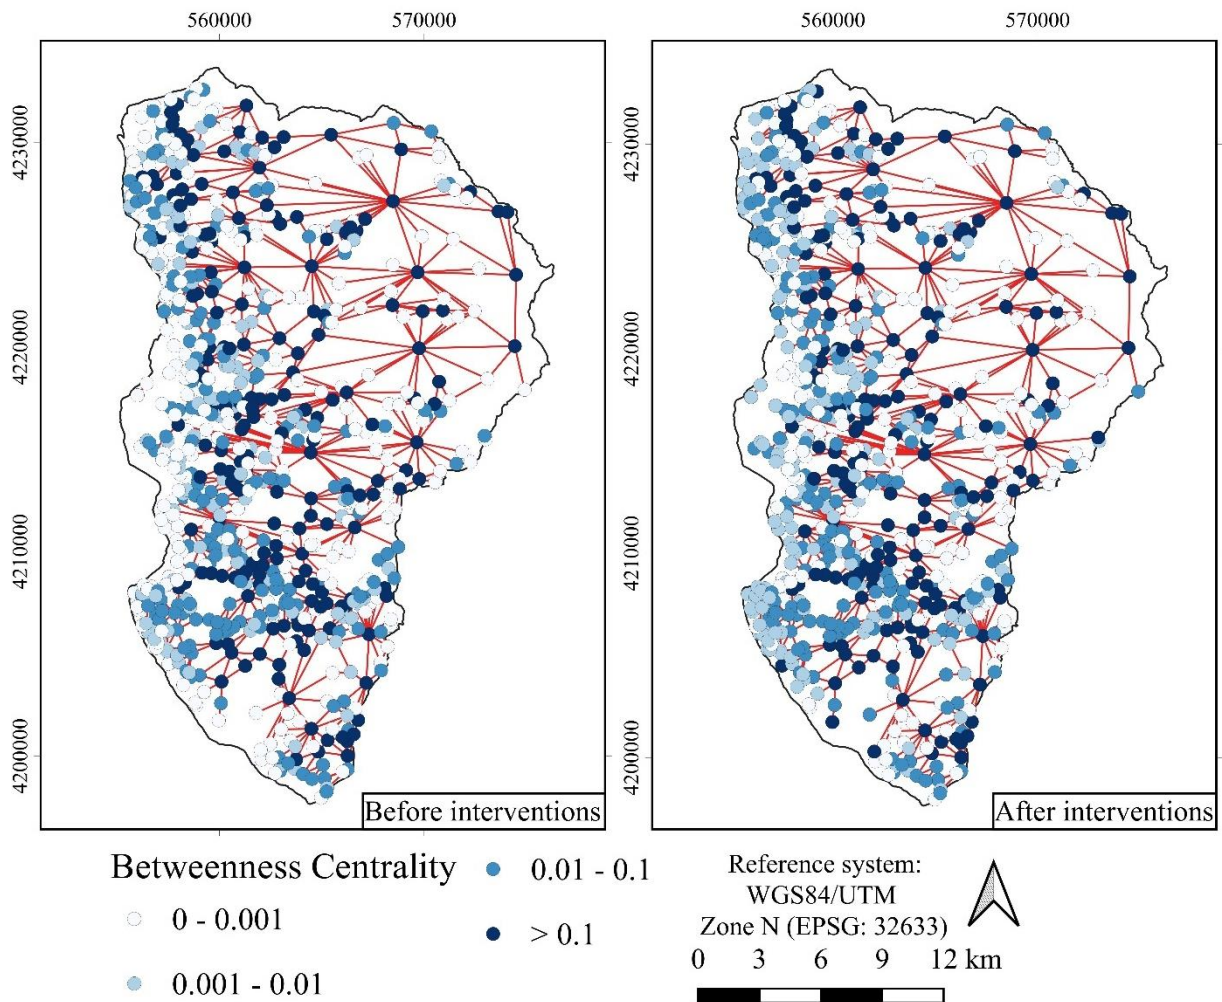 560000 570000 560000 570000
4230000 4230000
4220000 4220000
4210000 4210000
4200000 4200000
Before interventions After interventions
Betweenness Centrality
0 - 0.001
0.001 - 0.01
0.01 - 0.1
> 0.1
Reference system:
WGS84/UTM
Zone N (EPSG: 32633)
0 3 6 9 12 km